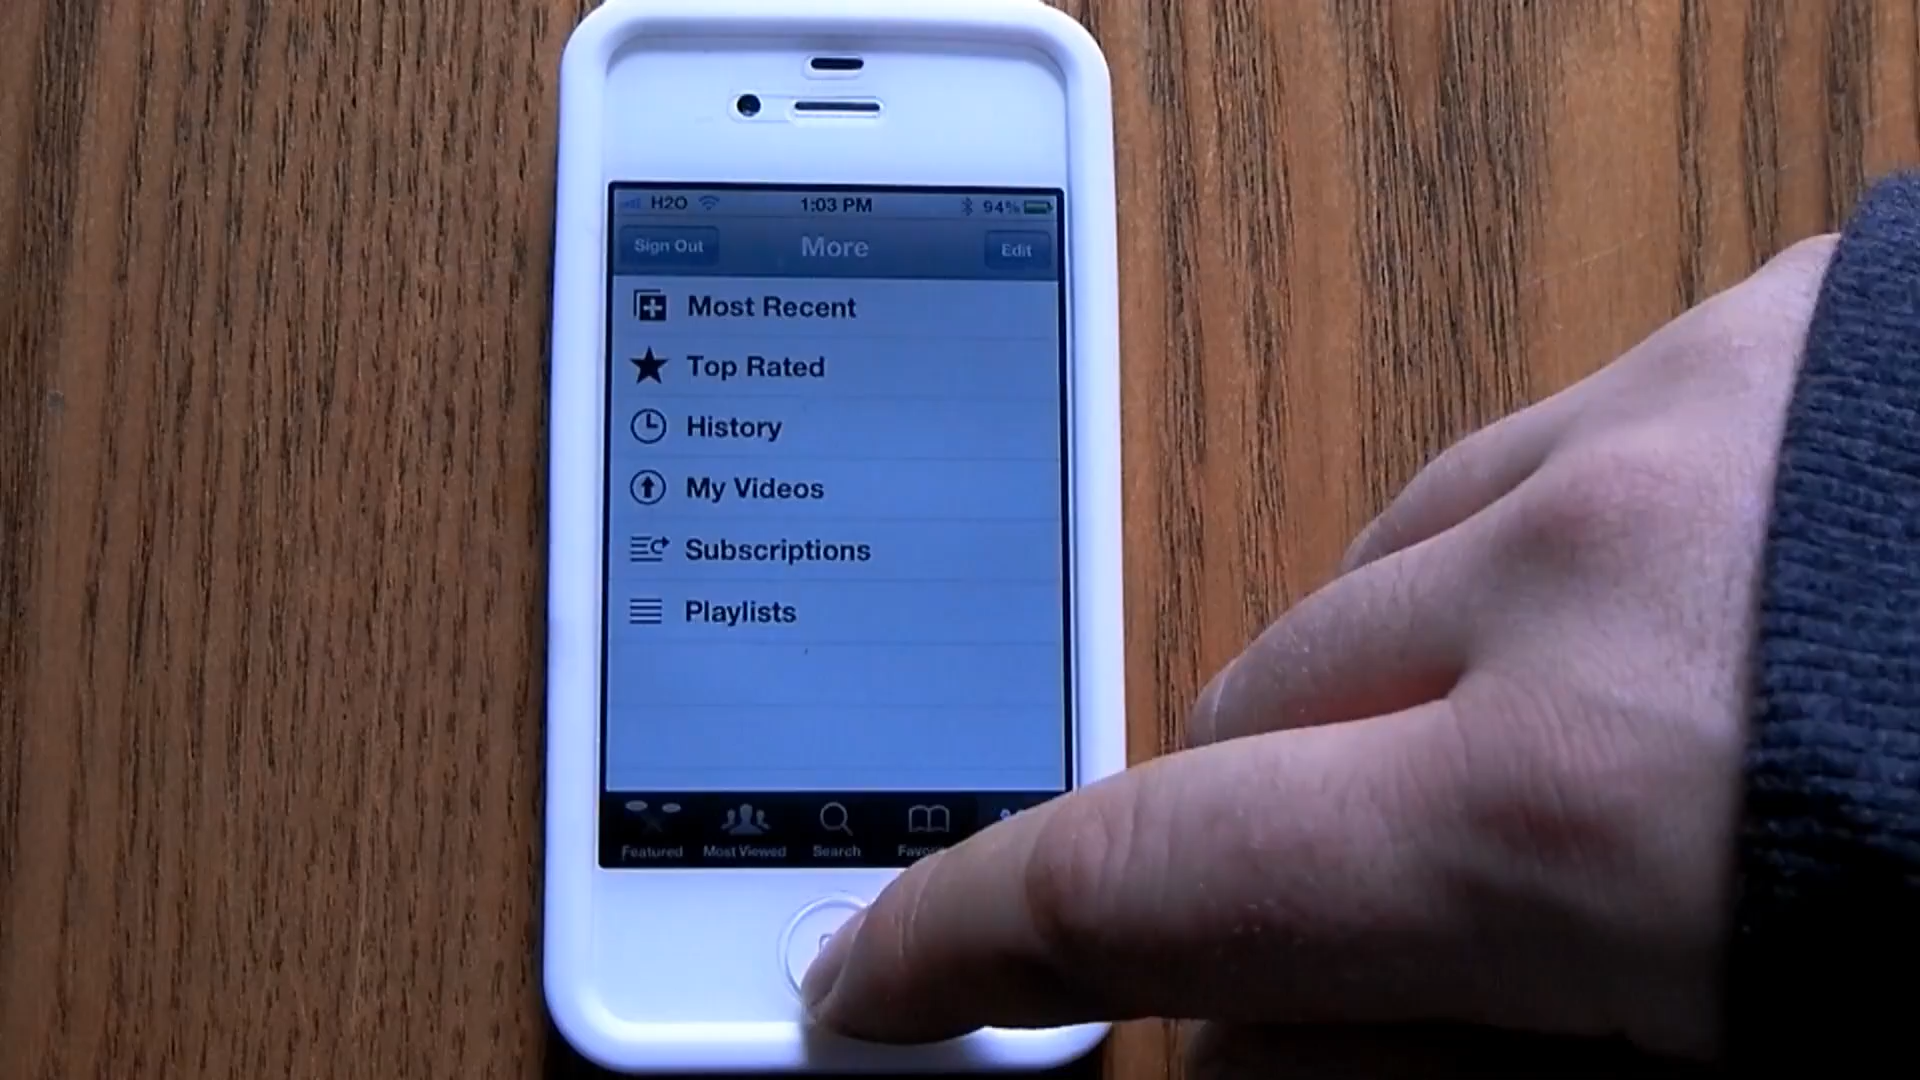 H2O 1:03 PM 94%
Sign Out More Edit
Most Recent
Top Rated
History
My Videos
Subscriptions
Playlists
Featured Most Viewed Search